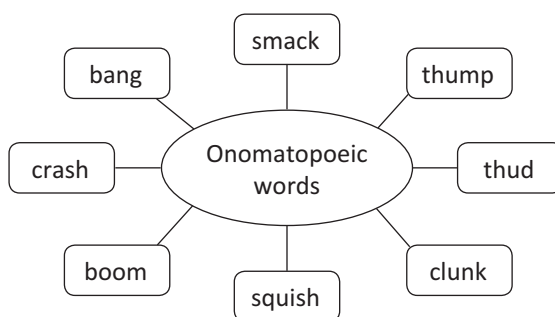 smack
bang
thump
crash
Onomatopoeic
words
thud
boom
clunk
squish